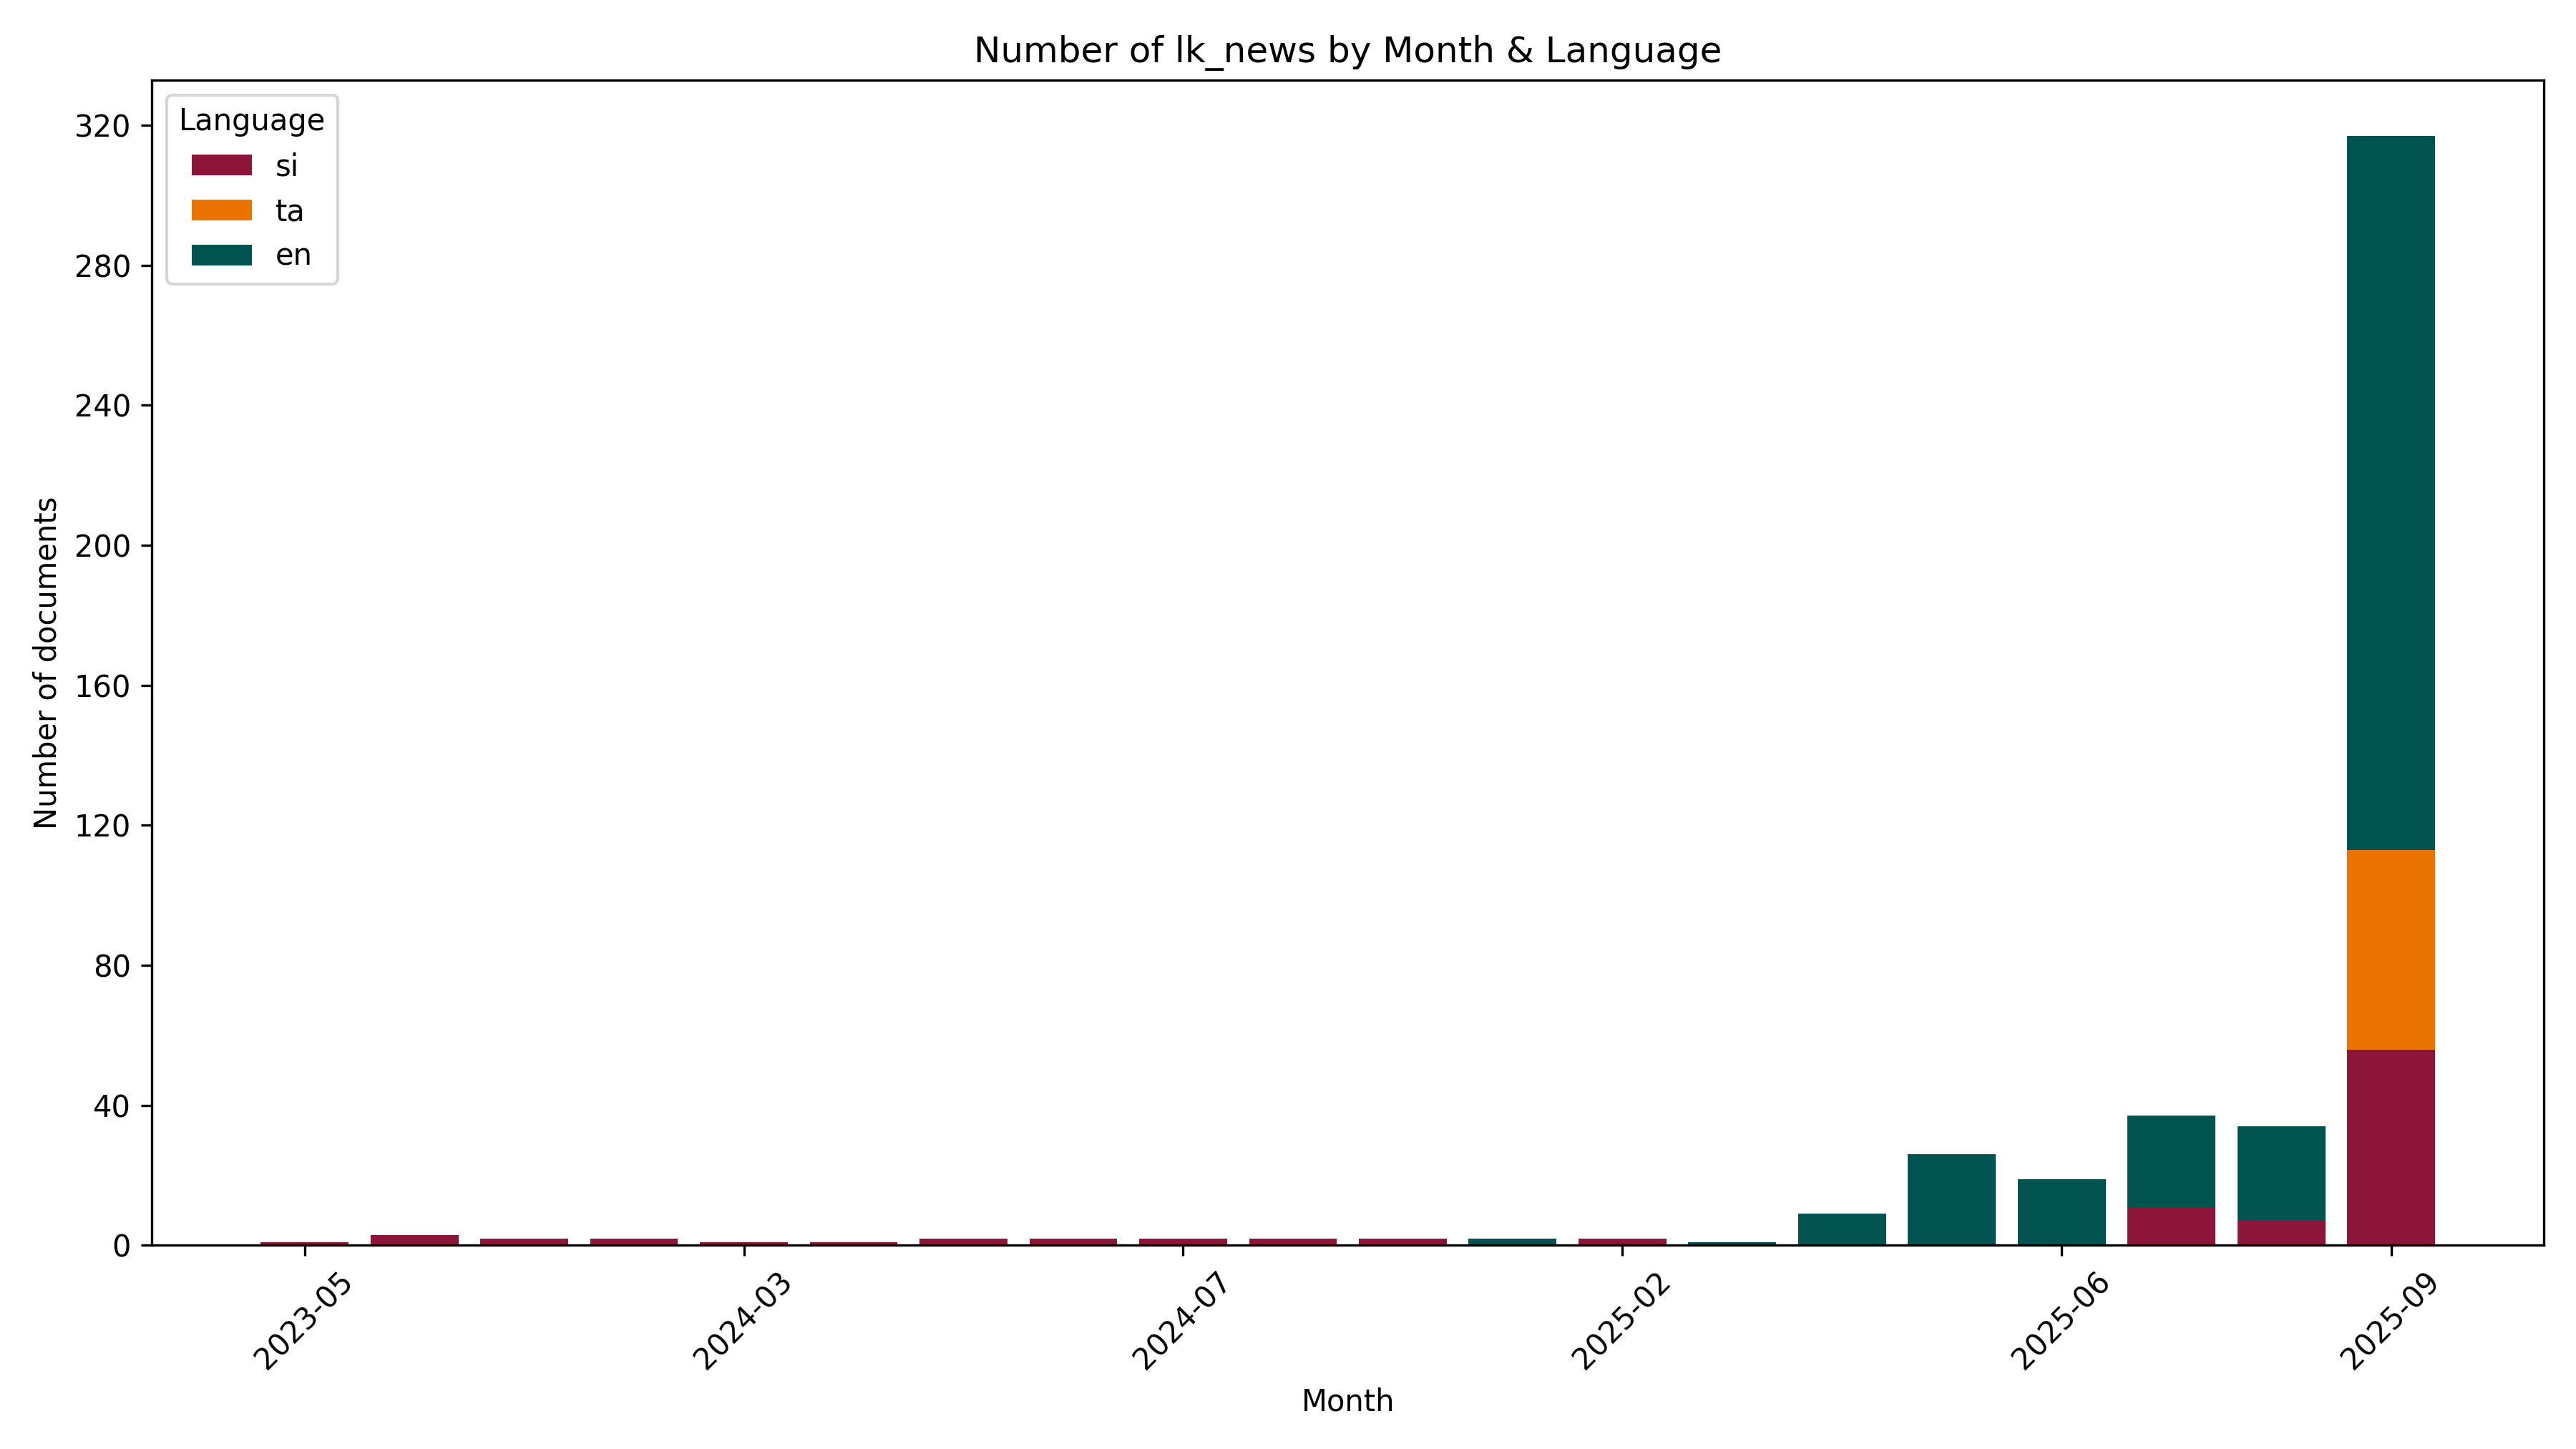 Number of lk_news by Month & Language
Language
si
ta
en
Number of documents
320
280
240
200
160
120
80
40
0
2023-05
2024-03
2024-07
2025-02
2025-06
2025-09
Month